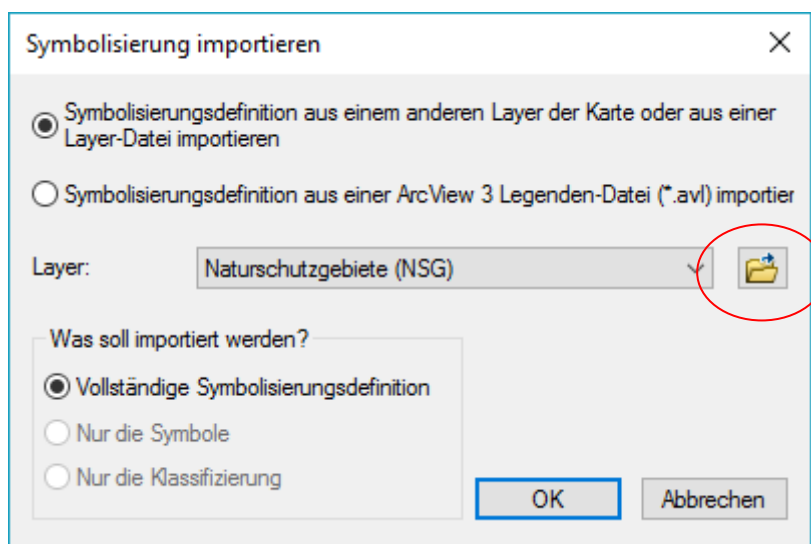 Symbolisierung importieren
Symbolisierungsdefinition aus einem anderen Layer der Karte oder aus einer
Layer-Datei importieren
Symbolisierungsdefinition aus einer ArcView 3 Legenden-Datei (*.avl) importier
Layer:
Naturschutzgebiete (NSG)
Was soll importiert werden?
Vollständige Symbolisierungsdefinition
Nur die Symbole
Nur die Klassifizierung
OK
Abbrechen